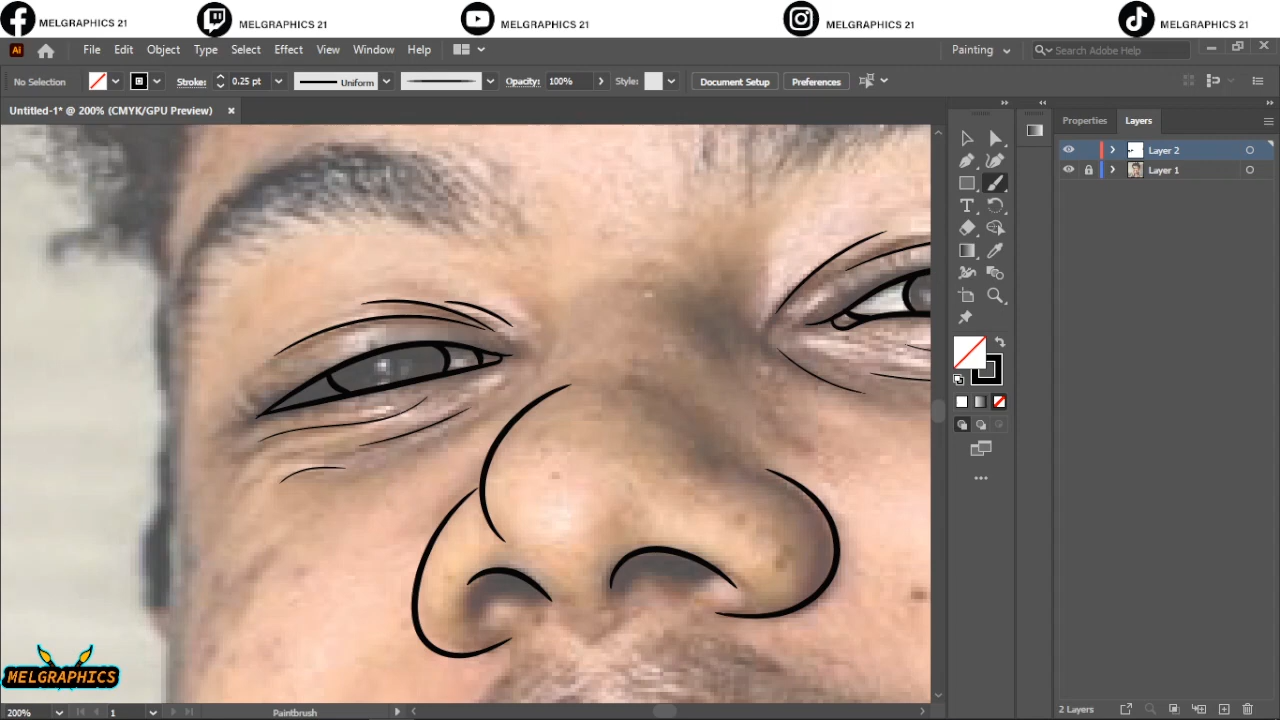 MELGRAPHICS 21 MELGRAPHICS 21 MELGRAPHICS 21 MELGRAPHICS 21 MELGRAPHICS 21
Ai File Edit Object Type Select Effect View Window Help Painting Search Adobe Help
No Selection Stroke: 0.25 pt Uniform Opacity: 100% Style: Document Setup Preferences
Untitled-1* @ 200% (CMYK/GPU Preview) Properties Layers
Layer 2
Layer 1
MELGRAPHICS
200% 1 Paintbrush 2 Layers